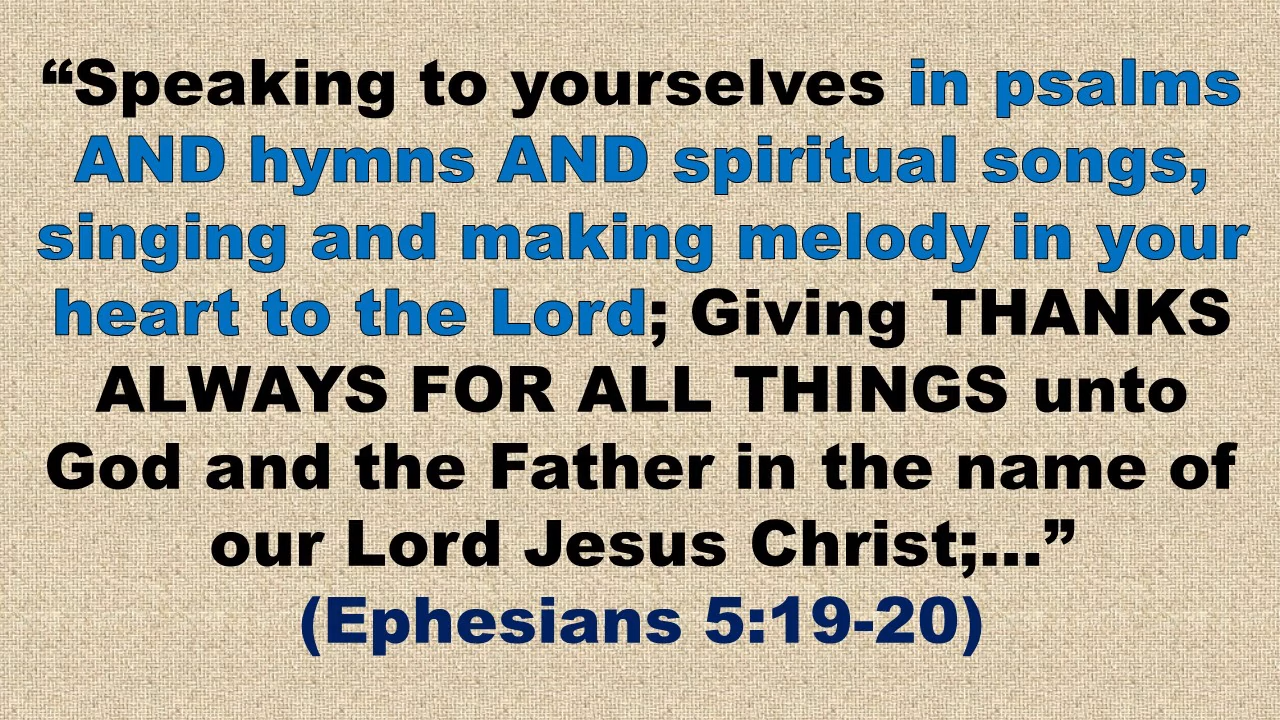 “Speaking to yourselves in psalms
AND hymns AND spiritual songs,
singing and making melody in your
heart to the Lord; Giving THANKS
ALWAYS FOR ALL THINGS unto
God and the Father in the name of
our Lord Jesus Christ;…”
(Ephesians 5:19-20)